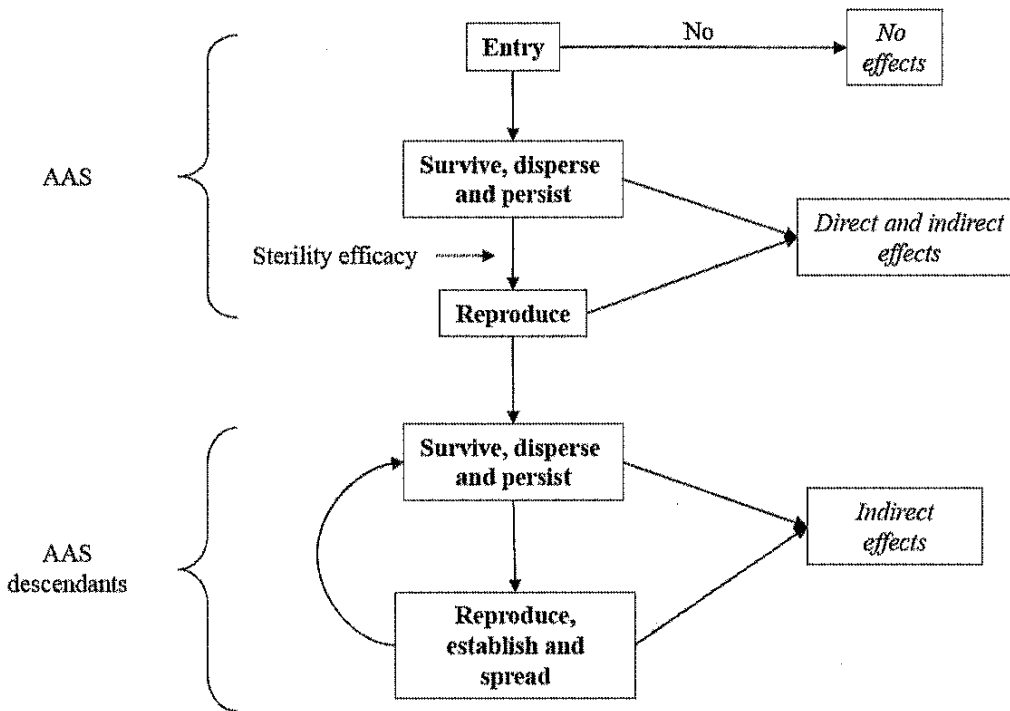 Entry
No
No
effects
AAS
Survive, disperse
and persist
Direct and indirect
effects
Sterility efficacy
Reproduce
AAS
descendants
Survive, disperse
and persist
Indirect
effects
Reproduce,
establish and
spread